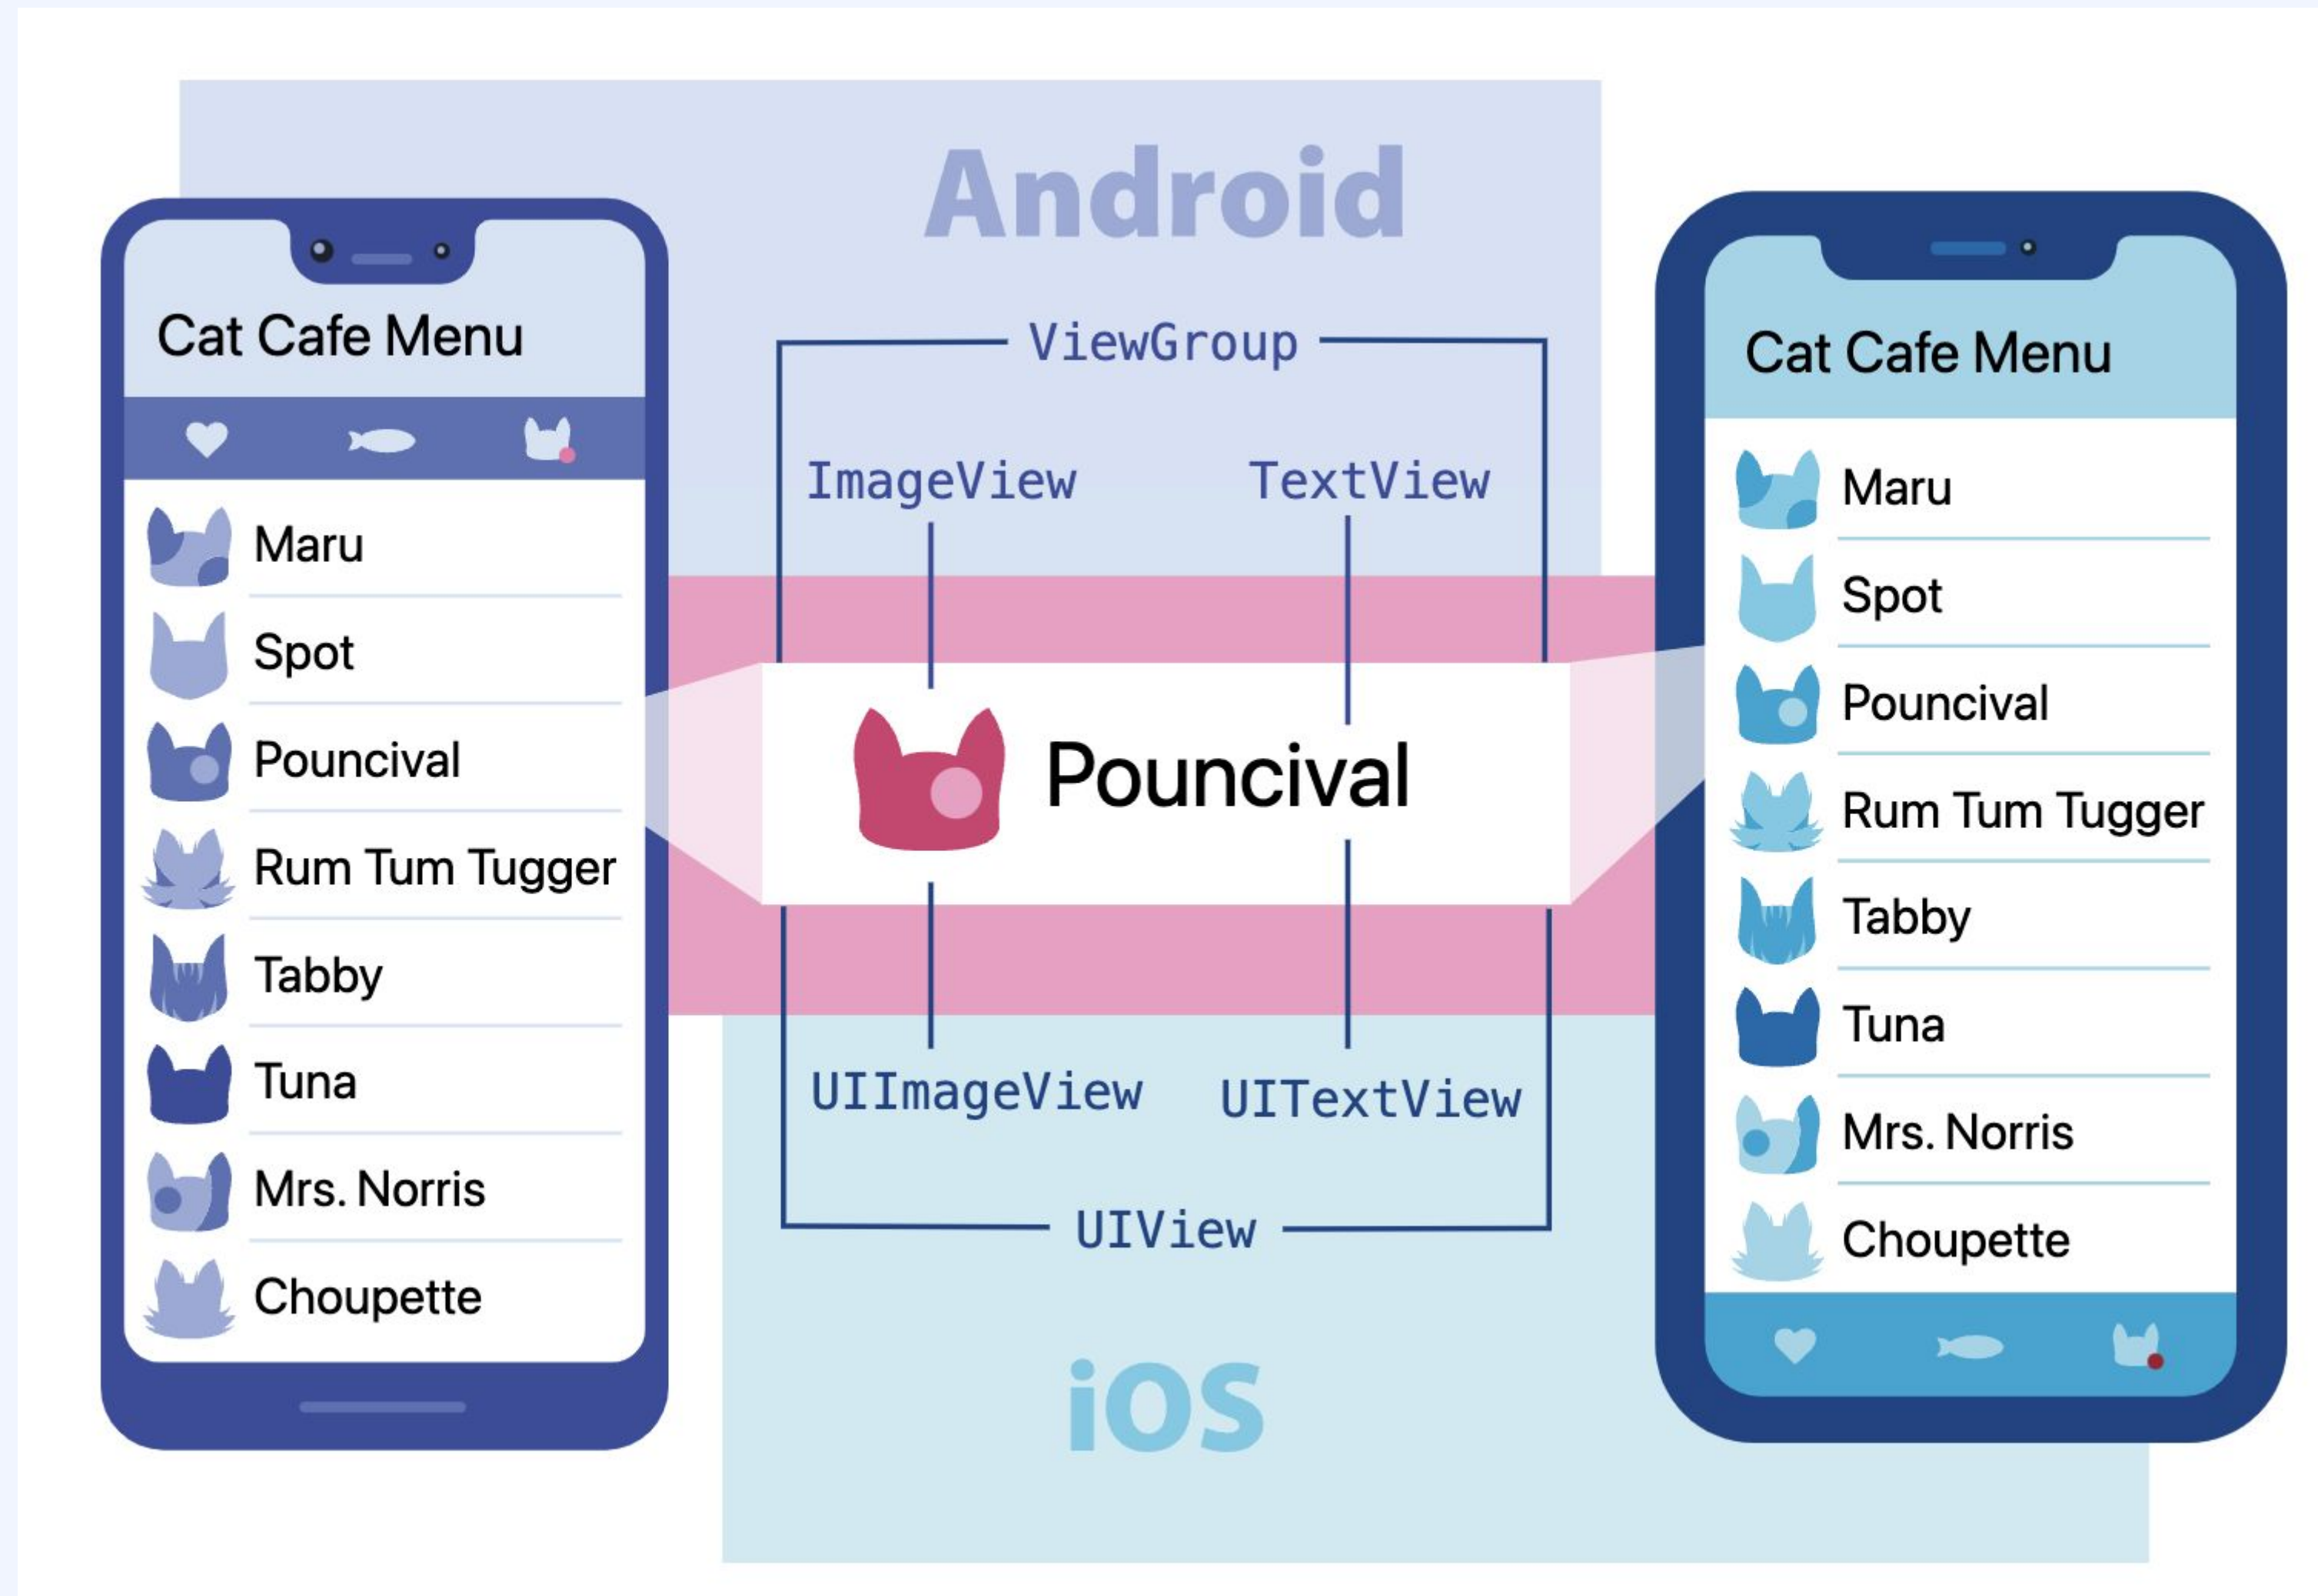 Android
Cat Cafe Menu
Maru
Spot
Pouncival
Rum Tum Tugger
Tabby
Tuna
Mrs. Norris
Choupette
ViewGroup
ImageView
TextView
Pouncival
UIImageView
UITextView
UIView
iOS
Cat Cafe Menu
Maru
Spot
Pouncival
Rum Tum Tugger
Tabby
Tuna
Mrs. Norris
Choupette